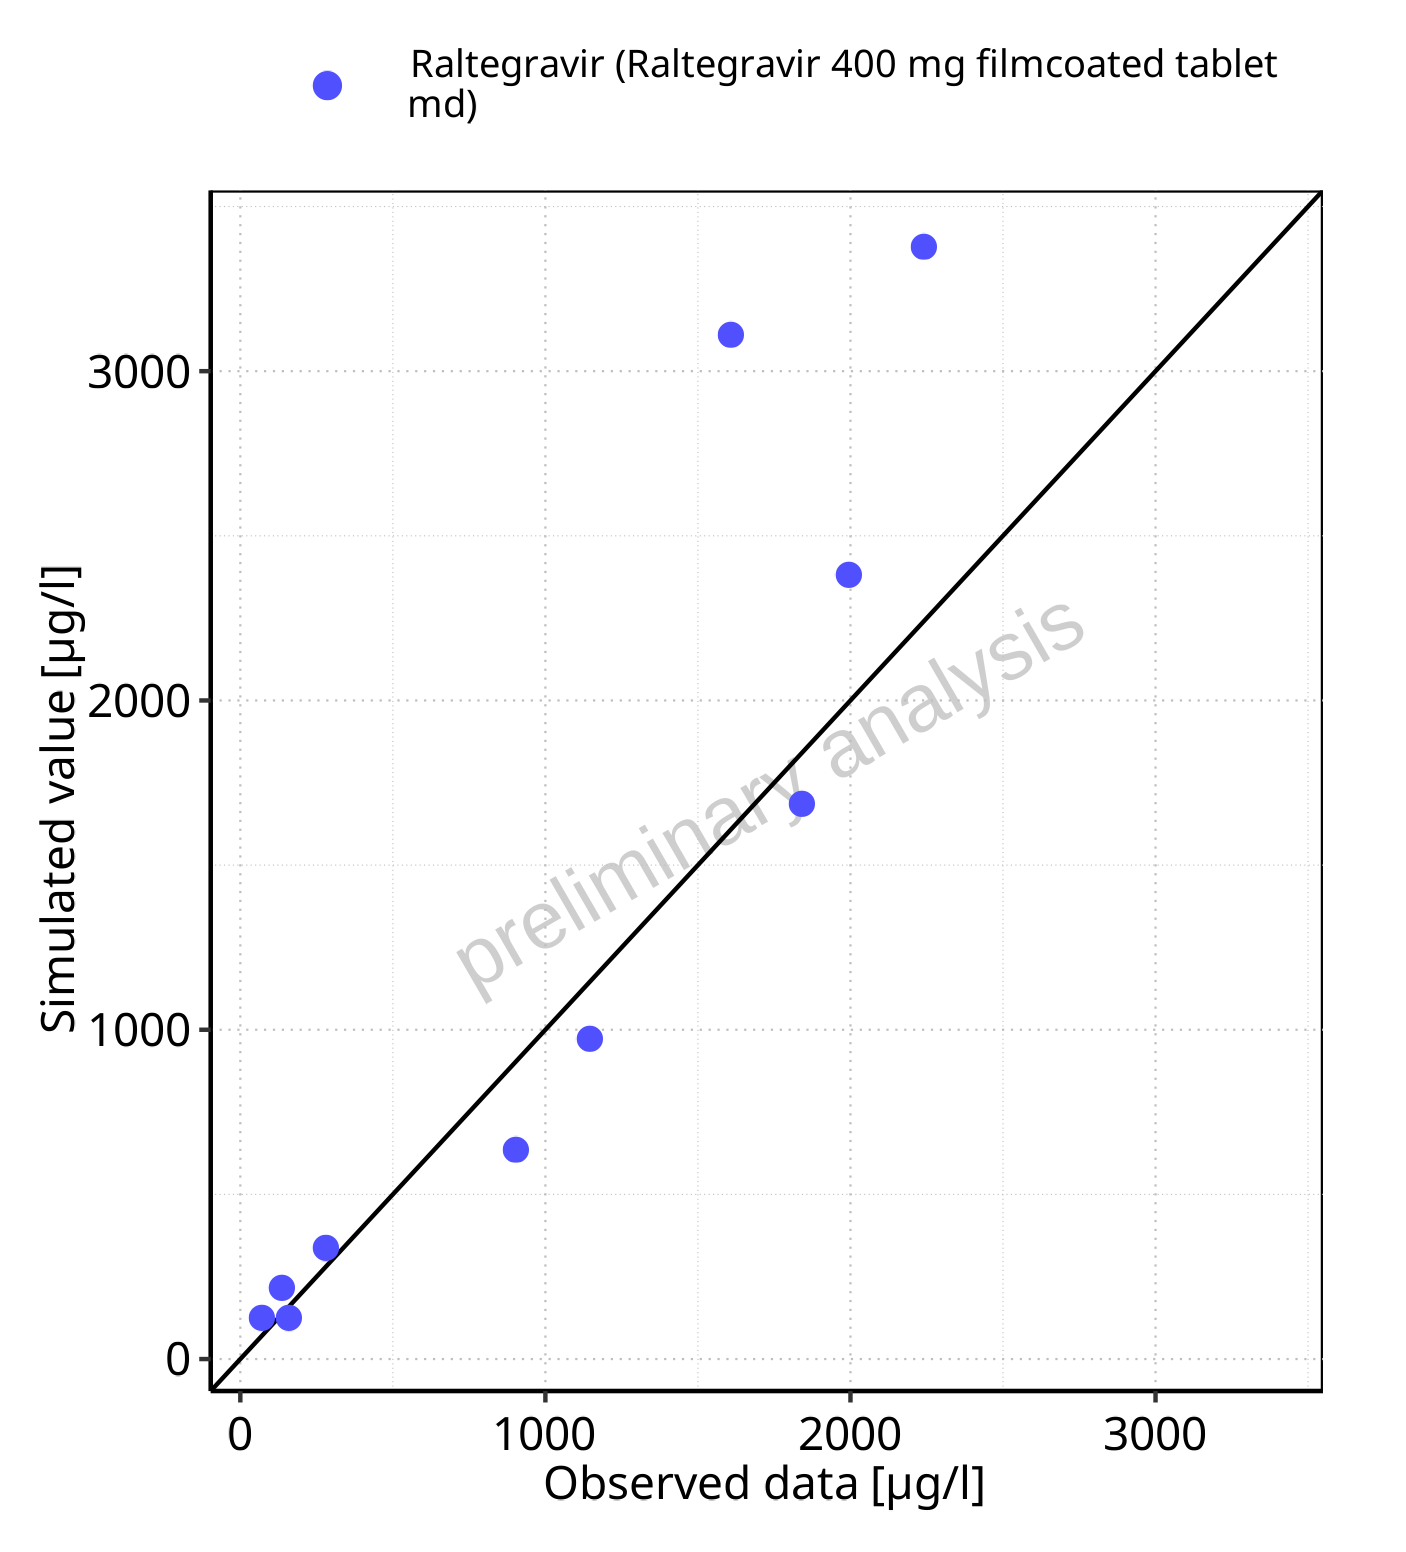 Raltegravir (Raltegravir 400 mg filmcoated tablet
md)
3000
2000
1000
0
Simulated value [µg/l]
preliminary analysis
0 1000 2000 3000
Observed data [µg/l]